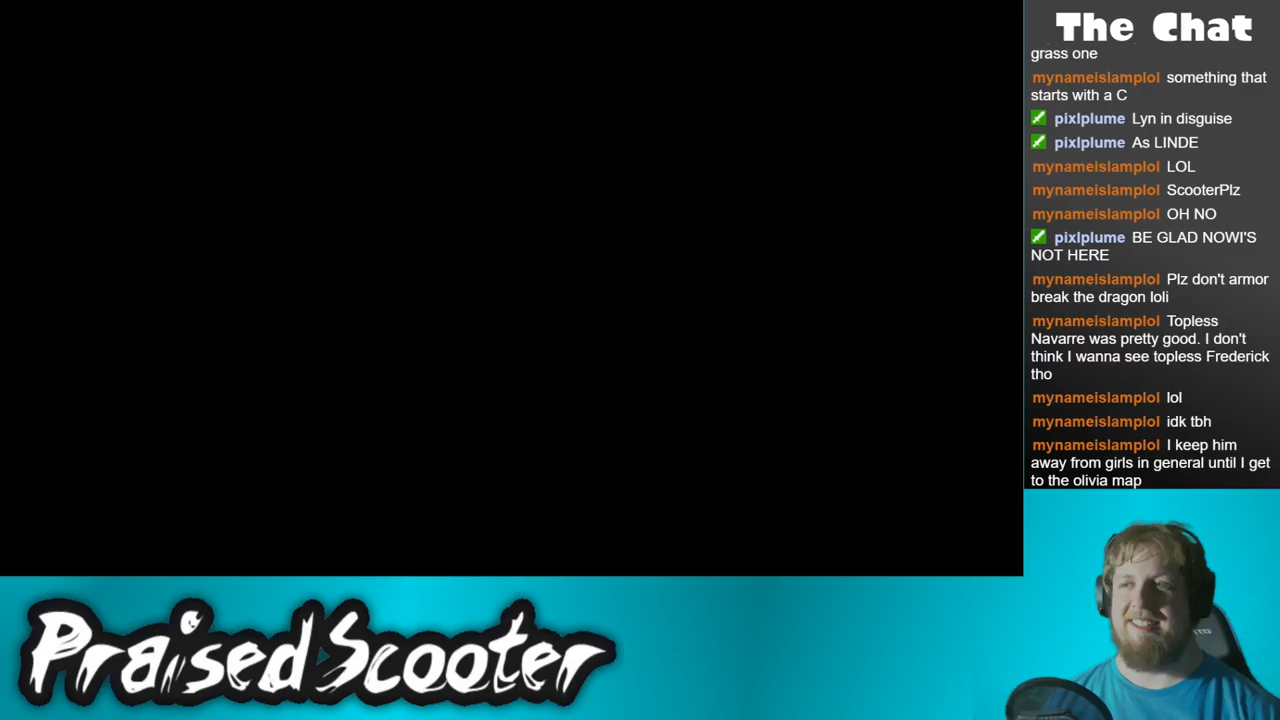 The Chat
grass one
mynameislamplol something that
starts with a C
pixlplume Lyn in disguise
pixlplume As LINDE
mynameislamplol LOL
mynameislamplol ScooterPlz
mynameislamplol OH NO
pixlplume BE GLAD NOWI'S
NOT HERE
mynameislamplol Plz don't armor
break the dragon loli
mynameislamplol Topless
Navarre was pretty good. I don't
think I wanna see topless Frederick
tho
mynameislamplol lol
mynameislamplol idk tbh
mynameislamplol I keep him
away from girls in general until I get
to the olivia map
PraisedScooter